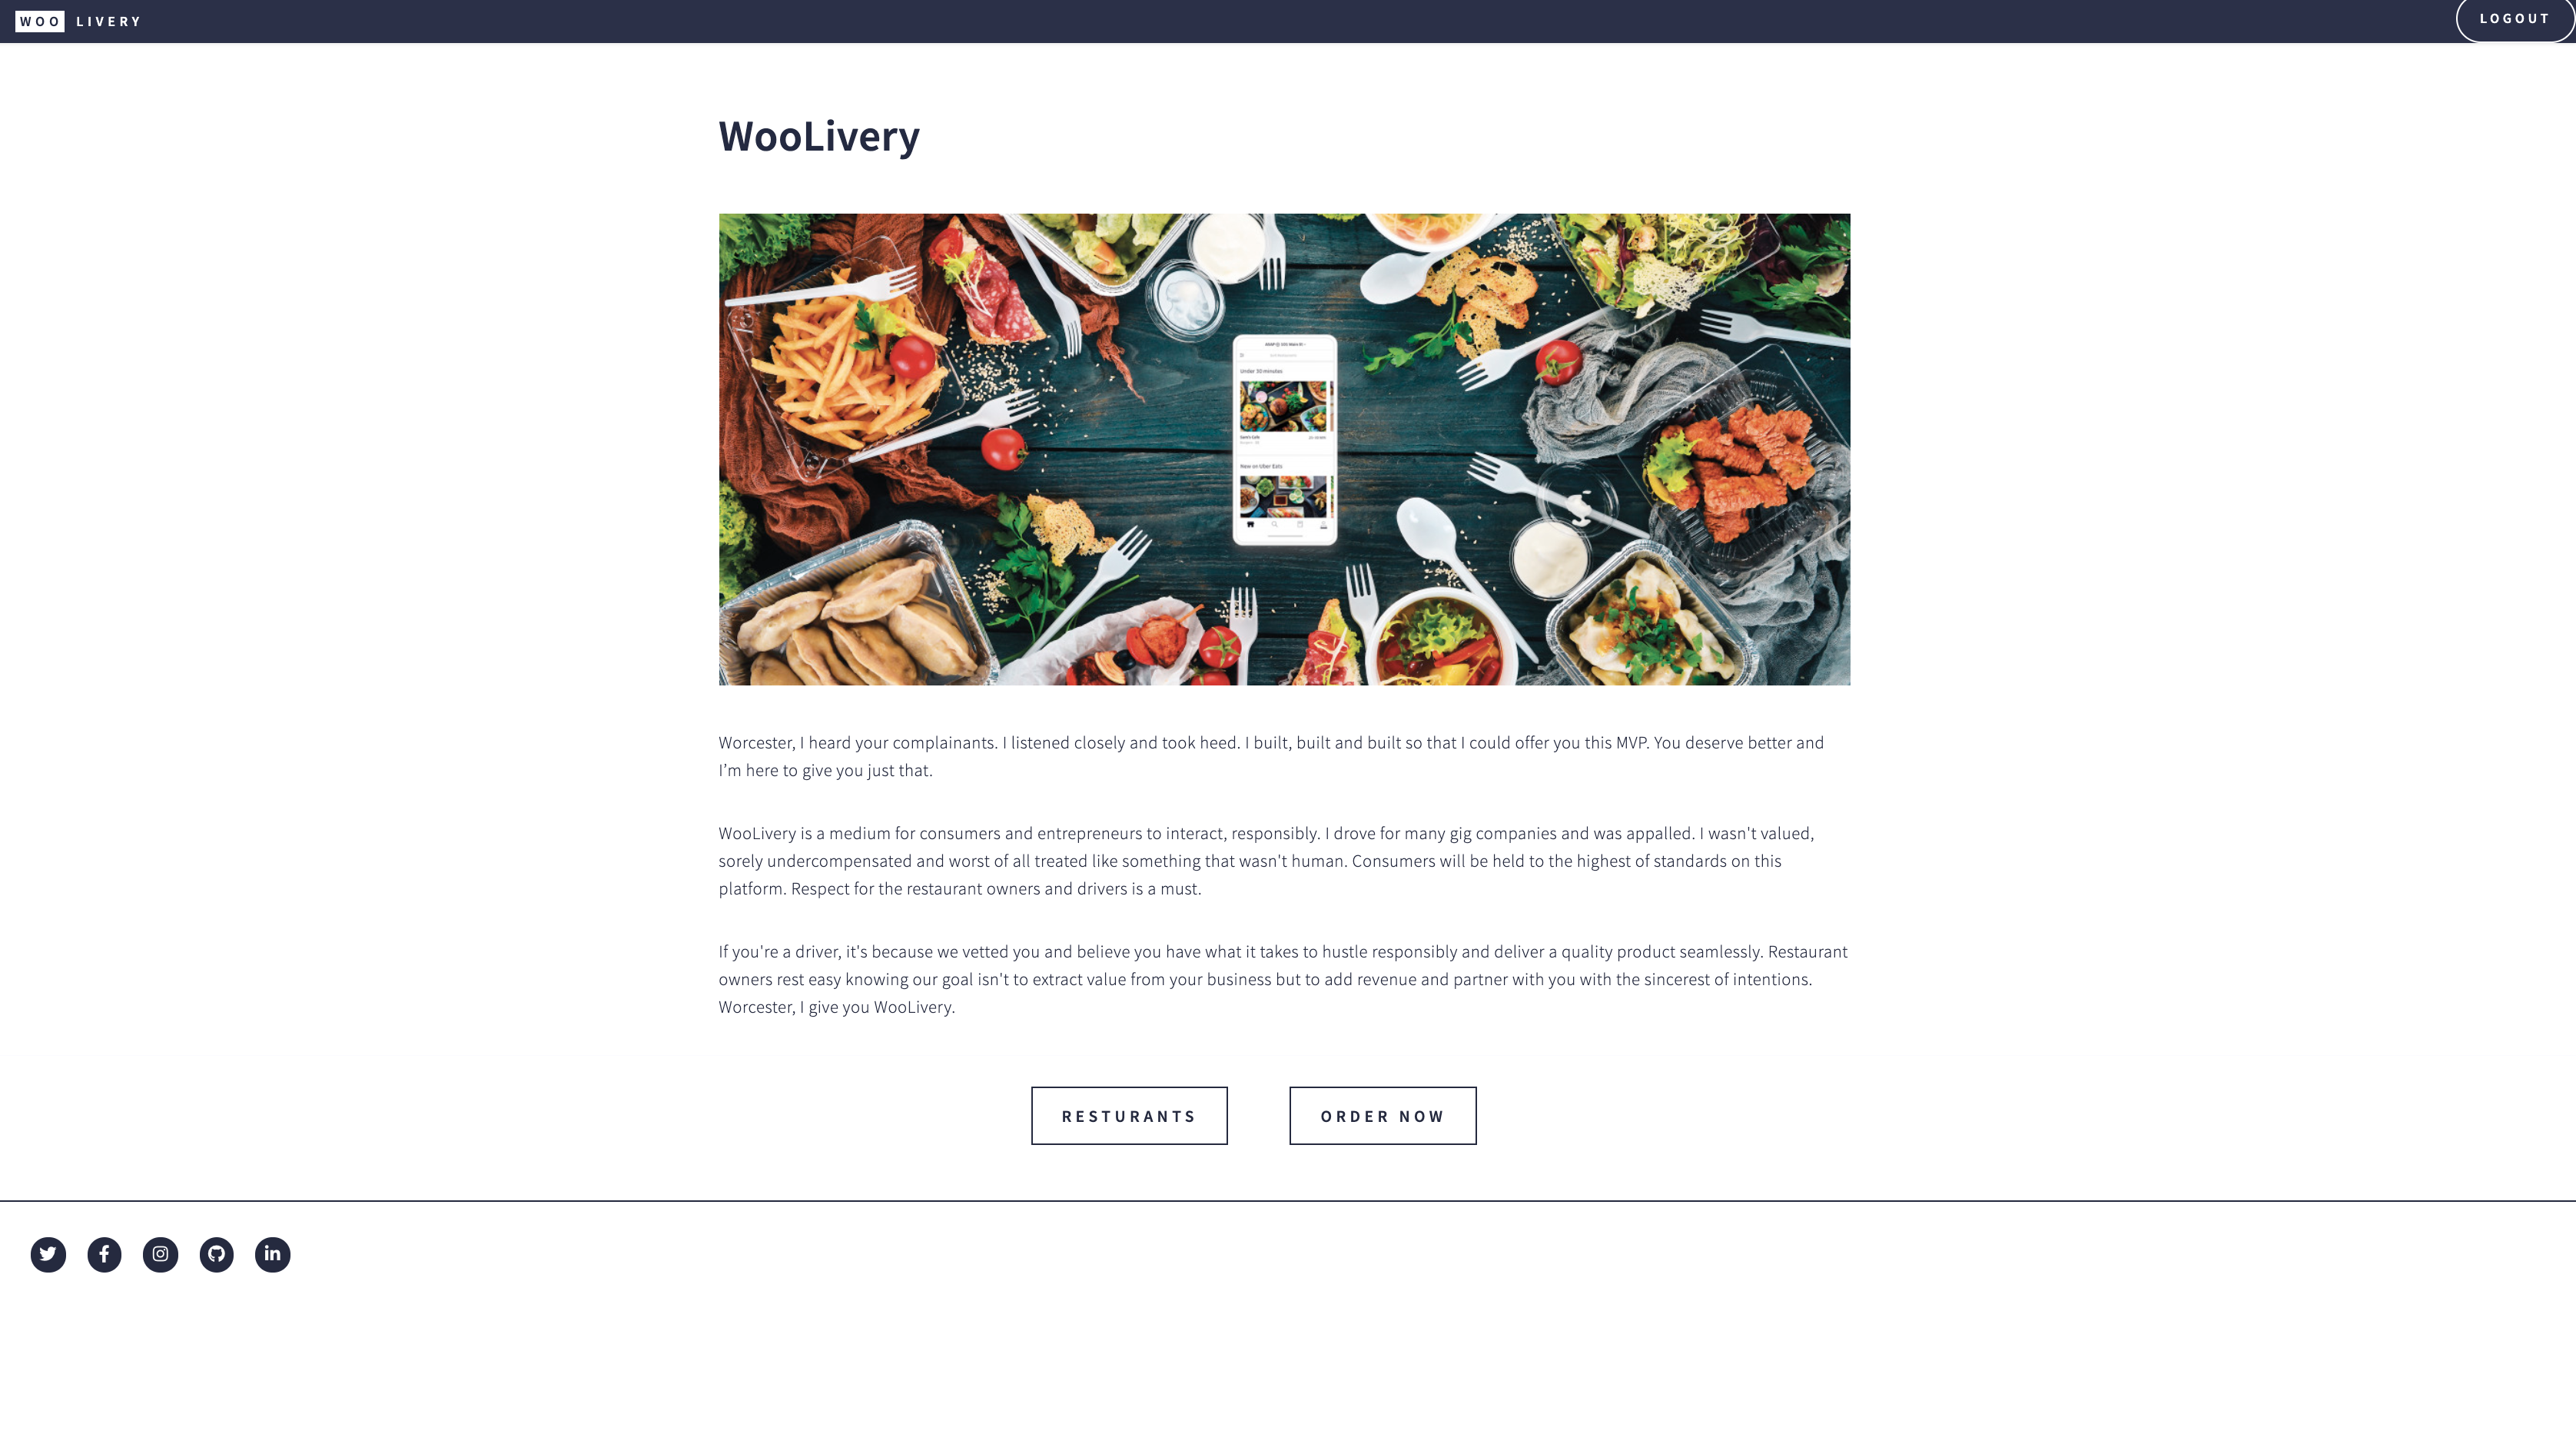 WOO LIVERY
LOGOUT
WooLivery
Under 30 minutes
New on Uber Eats
Worcester, I heard your complainants. I listened closely and took heed. I built, built and built so that I could offer you this MVP. You deserve better and
I’m here to give you just that.
WooLivery is a medium for consumers and entrepreneurs to interact, responsibly. I drove for many gig companies and was appalled. I wasn't valued,
sorely undercompensated and worst of all treated like something that wasn't human. Consumers will be held to the highest of standards on this
platform. Respect for the restaurant owners and drivers is a must.
If you're a driver, it's because we vetted you and believe you have what it takes to hustle responsibly and deliver a quality product seamlessly. Restaurant
owners rest easy knowing our goal isn't to extract value from your business but to add revenue and partner with you with the sincerest of intentions.
Worcester, I give you WooLivery.
RESTURANTS
ORDER NOW